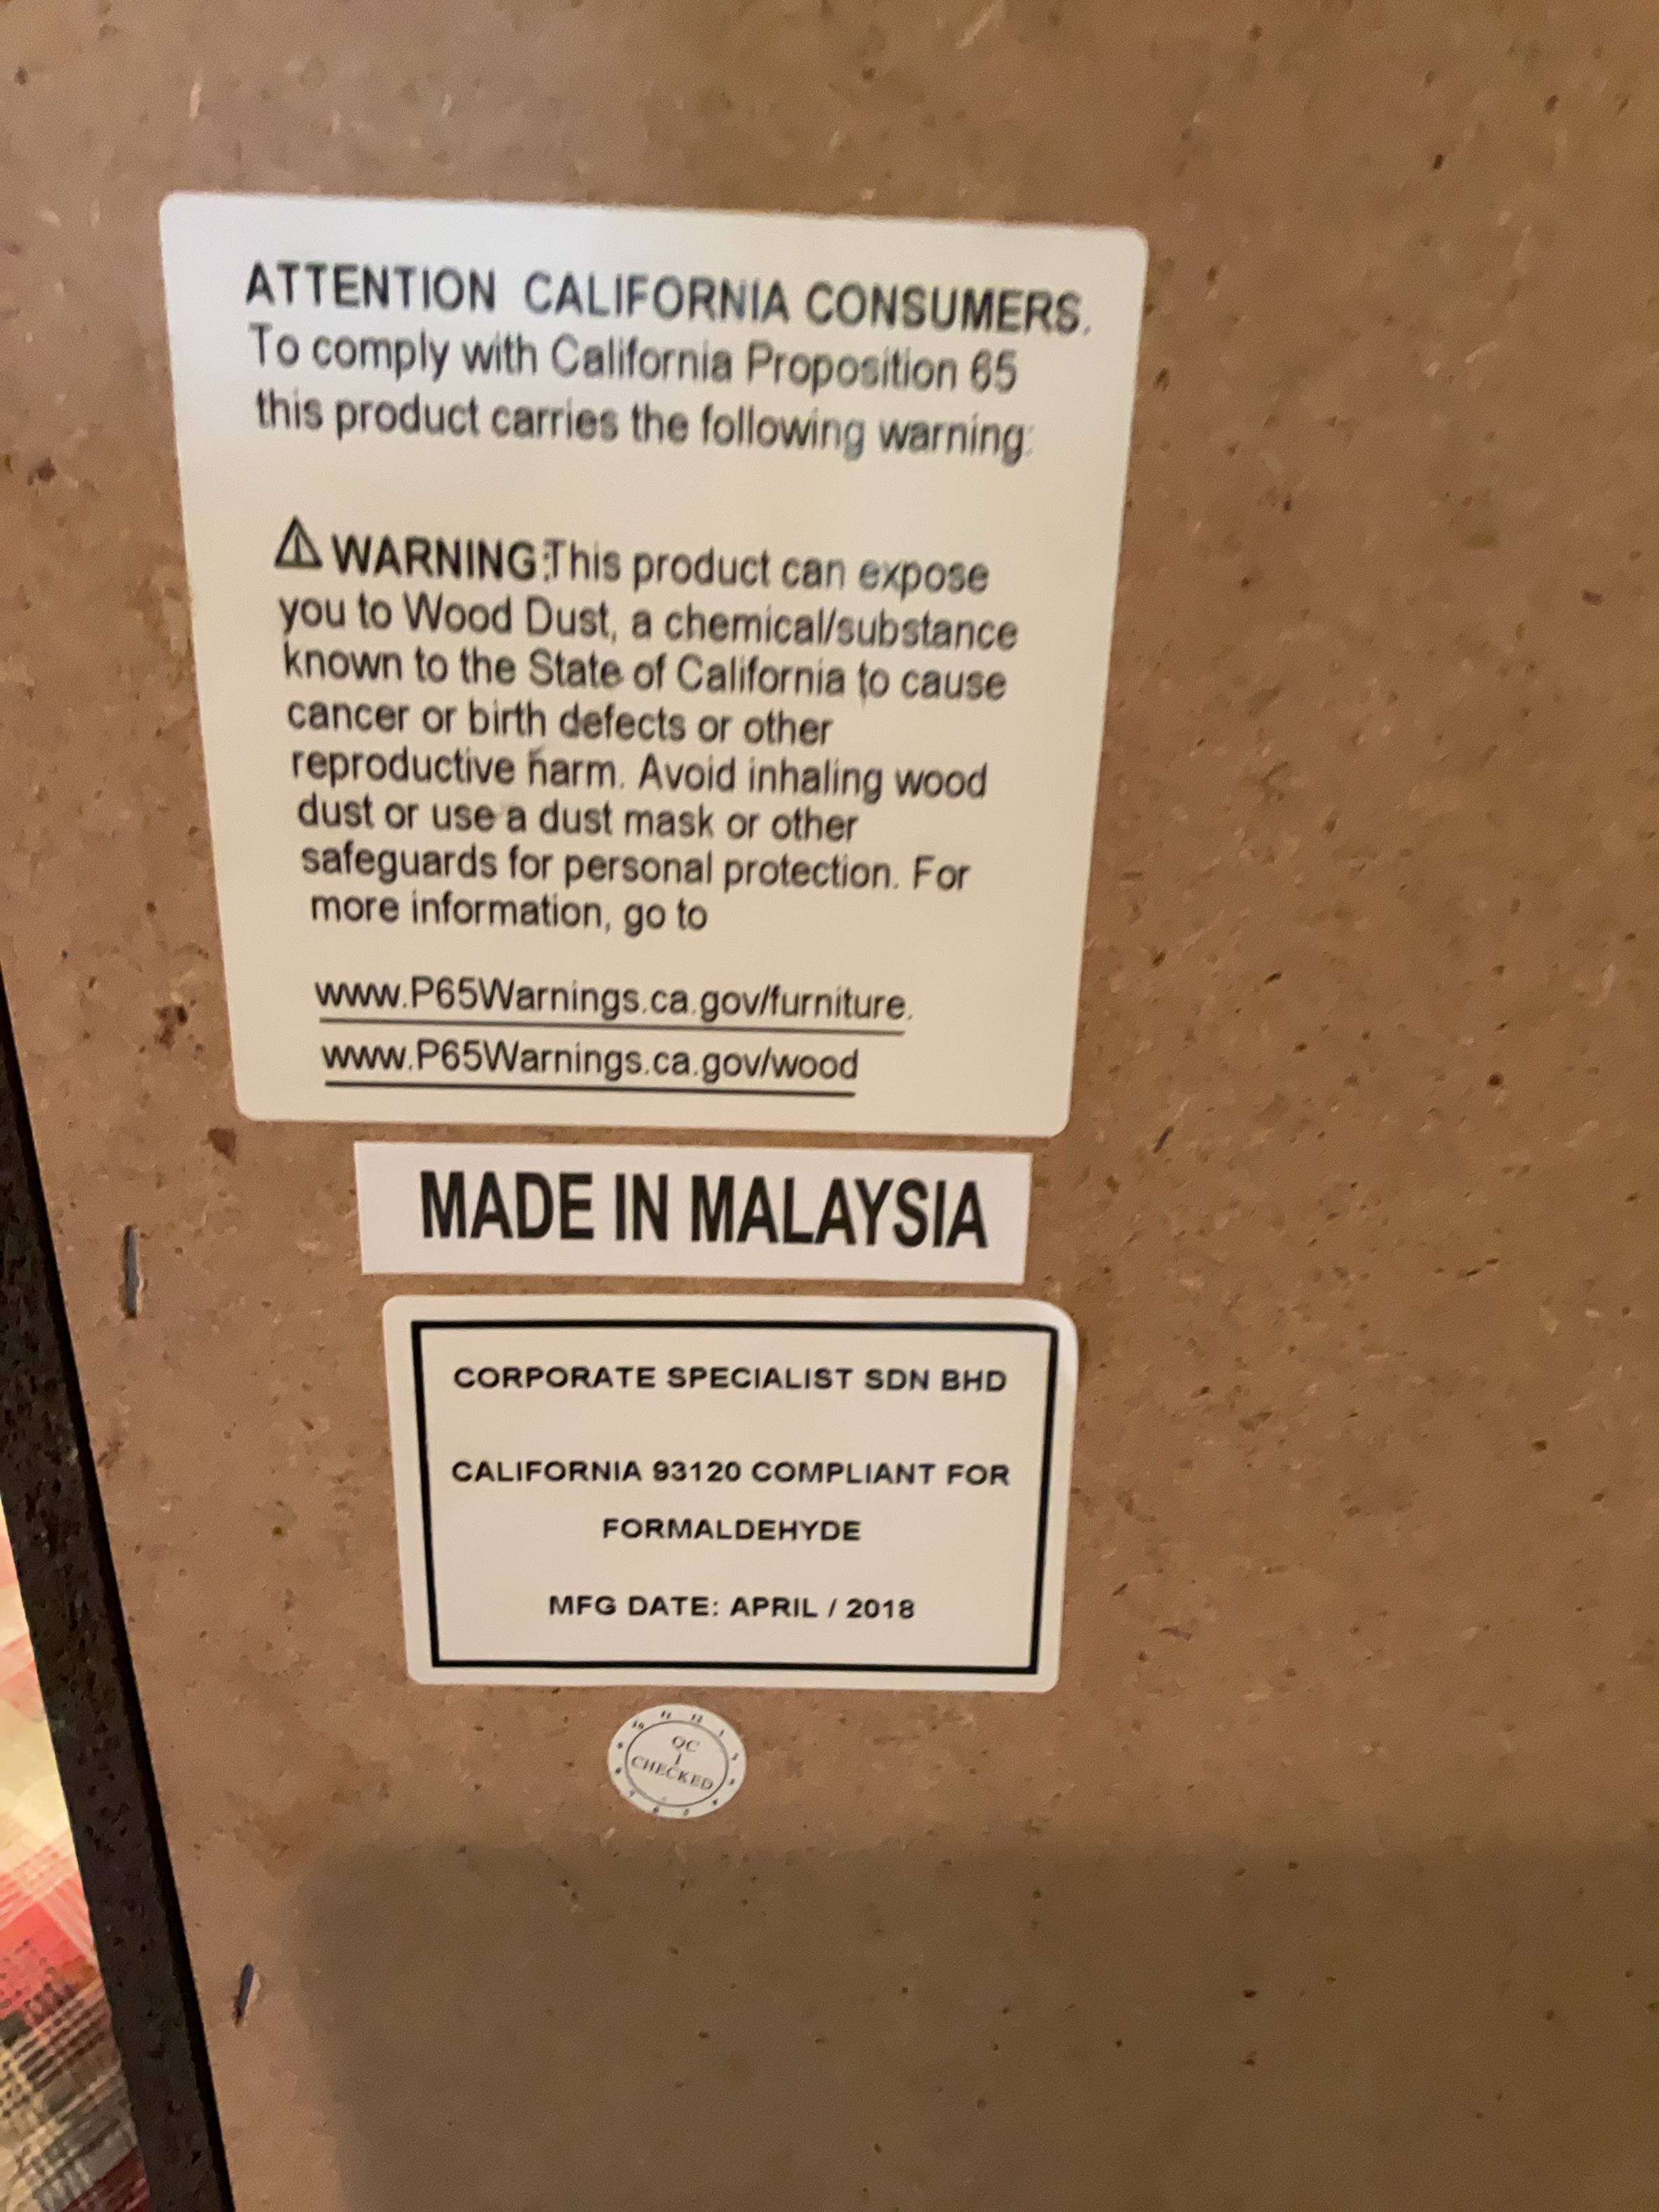 ATTENTION CALIFORNIA CONSUMERS.
To comply with California Proposition 65
this product carries the following warning:
⚠ WARNING:This product can expose
you to Wood Dust, a chemical/substance
known to the State of California to cause
cancer or birth defects or other
reproductive harm. Avoid inhaling wood
dust or use a dust mask or other
safeguards for personal protection. For
more information, go to
www.P65Warnings.ca.gov/furniture.
www.P65Warnings.ca.gov/wood
MADE IN MALAYSIA
CORPORATE SPECIALIST SDN BHD
CALIFORNIA 93120 COMPLIANT FOR
FORMALDEHYDE
MFG DATE: APRIL / 2018
QC
1
CHECKED